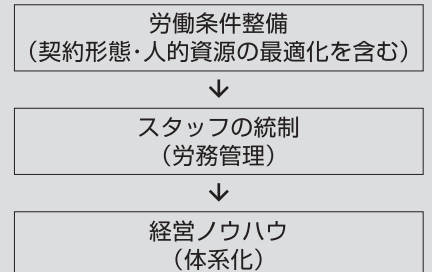 労働条件整備
（契約形態・人的資源の最適化を含む）
↓
スタッフの統制
（労務管理）
↓
経営ノウハウ
（体系化）